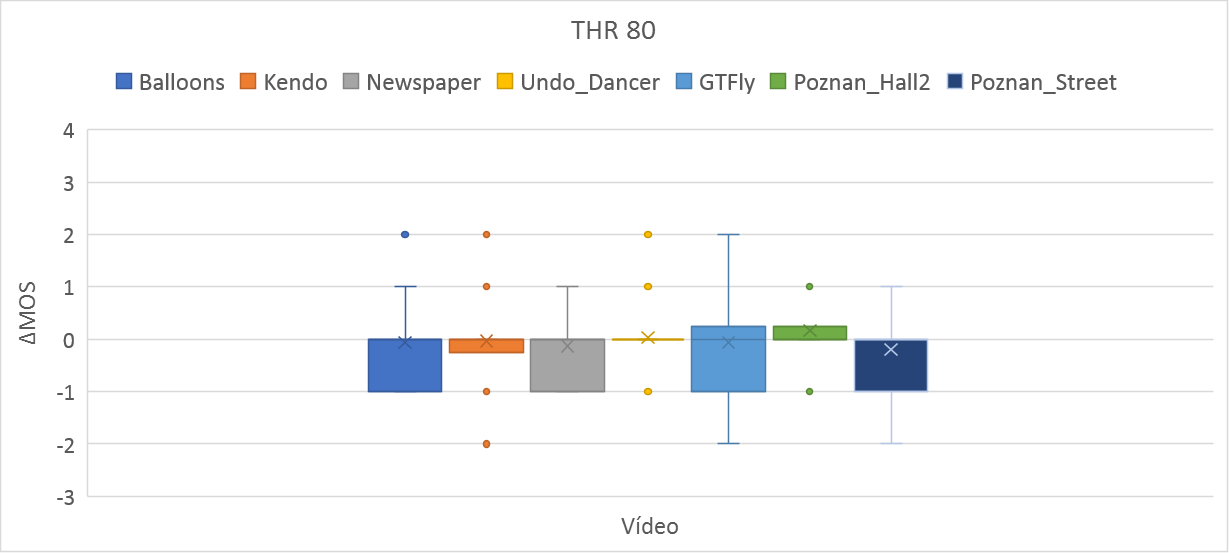 THR 80
Balloons Kendo Newspaper Undo_Dancer GTFly Poznan_Hall2 Poznan_Street
4
3
2
1
0
-1
-2
-3
ΔMOS
Vídeo